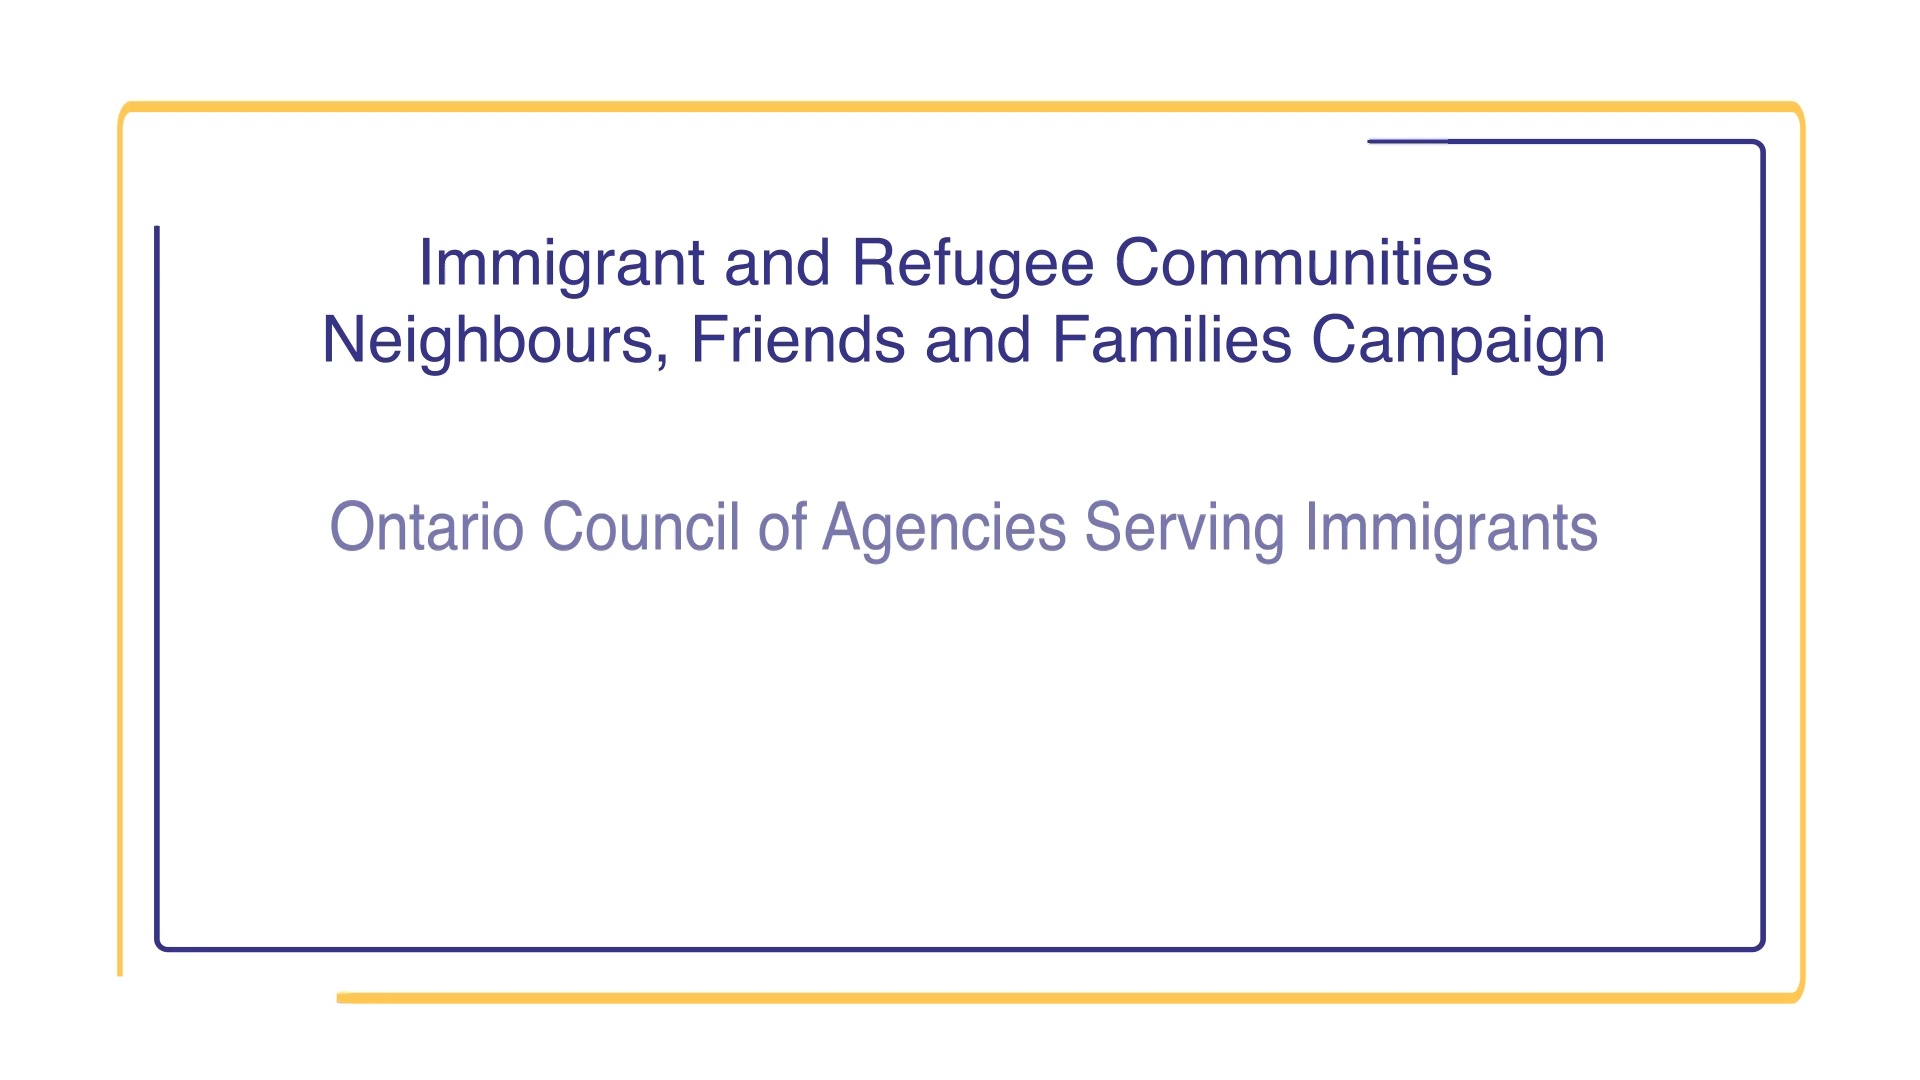 Immigrant and Refugee Communities
Neighbours, Friends and Families Campaign
Ontario Council of Agencies Serving Immigrants